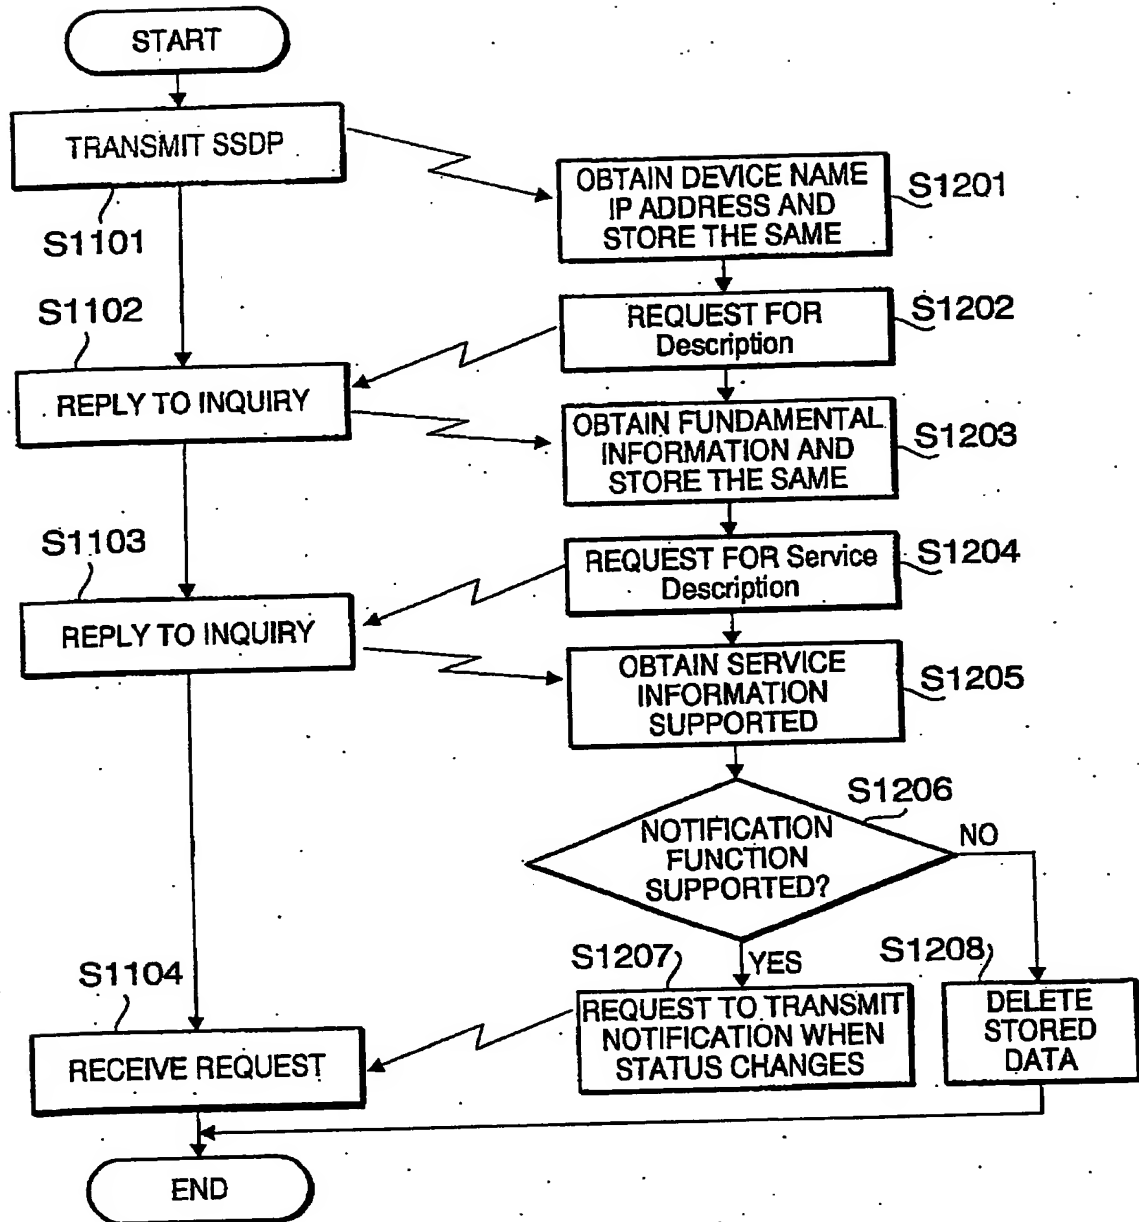 START
TRANSMIT SSDP
S1101
OBTAIN DEVICE NAME
IP ADDRESS AND
STORE THE SAME
S1201
S1102
REQUEST FOR
Description
S1202
REPLY TO INQUIRY
OBTAIN FUNDAMENTAL
INFORMATION AND
STORE THE SAME
S1203
S1103
REQUEST FOR Service
Description
S1204
REPLY TO INQUIRY
OBTAIN SERVICE
INFORMATION
SUPPORTED
S1205
S1206
NOTIFICATION
FUNCTION
SUPPORTED?
NO
YES
S1104
S1207
S1208
RECEIVE REQUEST
REQUEST TO TRANSMIT
NOTIFICATION WHEN
STATUS CHANGES
DELETE
STORED
DATA
END